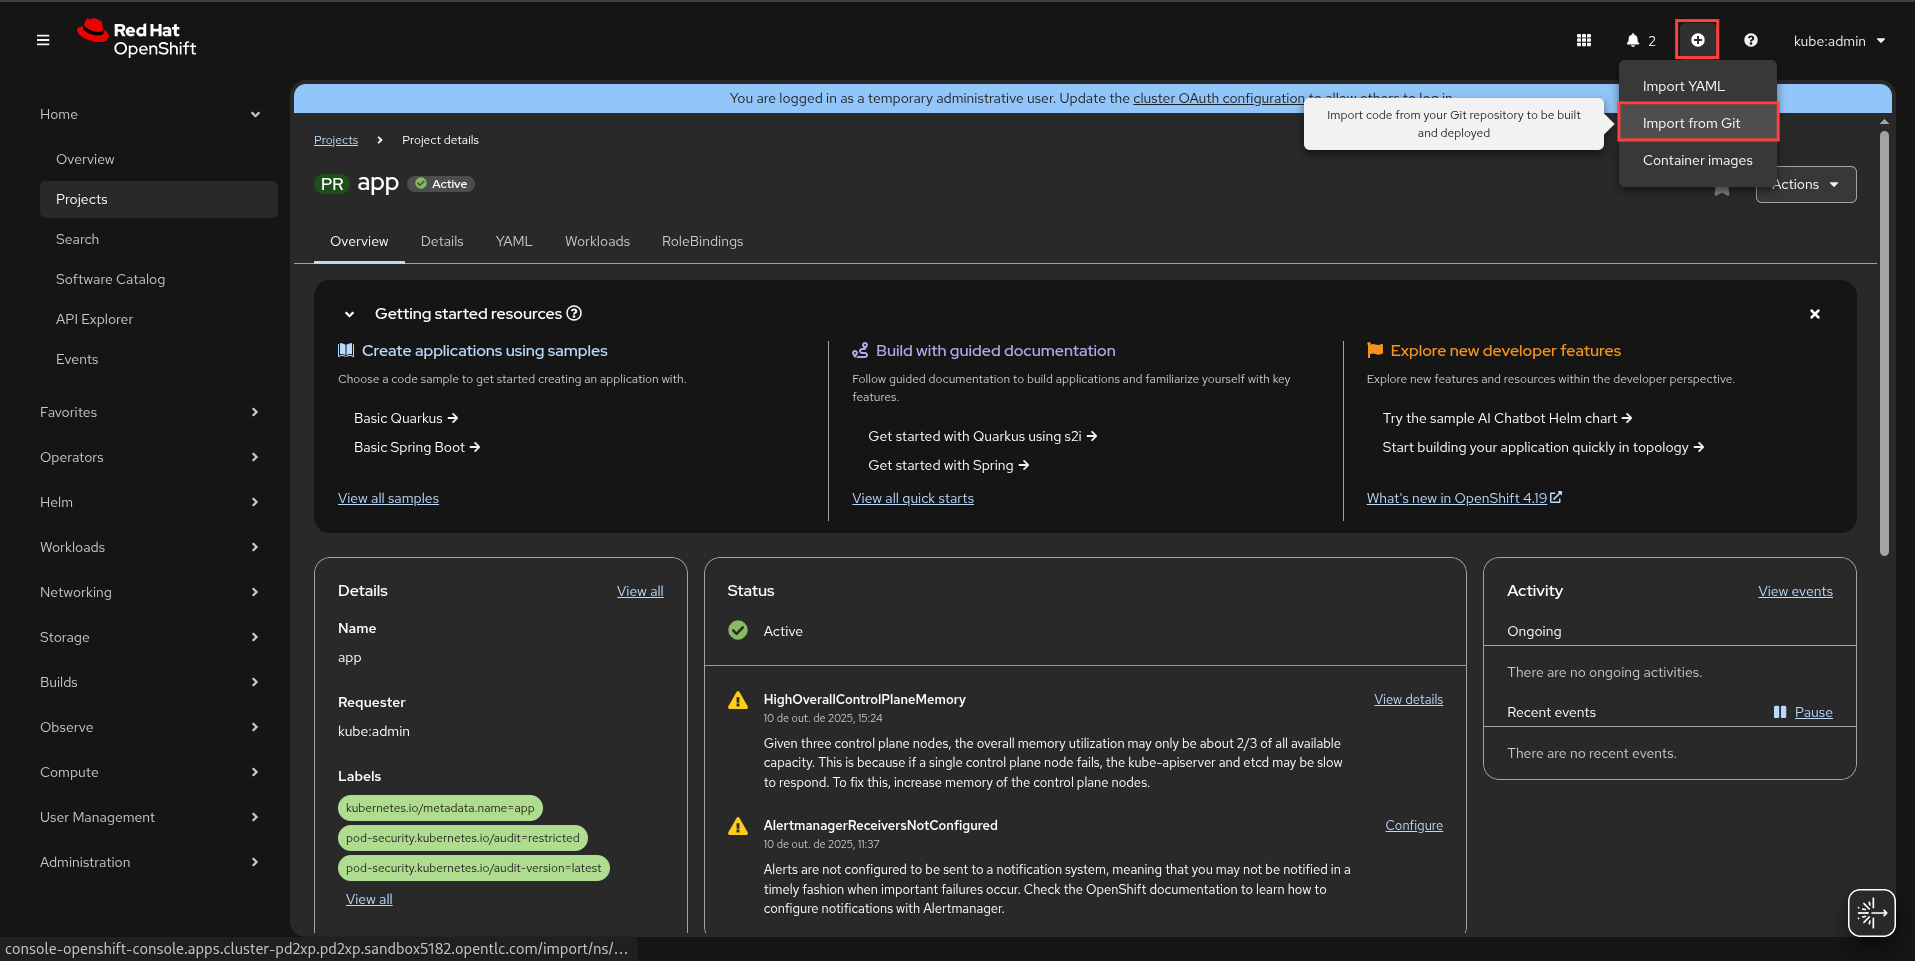 Red Hat
OpenShift
2
kube:admin
Import YAML
Import from Git
Container images
Import code from your Git repository to be built
and deployed
You are logged in as a temporary administrative user. Update the cluster OAuth configuration to allow others to log in.
Home
Overview
Projects
Search
Software Catalog
API Explorer
Events
Favorites
Operators
Helm
Workloads
Networking
Storage
Builds
Observe
Compute
User Management
Administration
Projects
Project details
PR app Active
Actions
Overview
Details
YAML
Workloads
RoleBindings
Getting started resources
Create applications using samples
Choose a code sample to get started creating an application with.
Basic Quarkus
Basic Spring Boot
View all samples
Build with guided documentation
Follow guided documentation to build applications and familiarize yourself with key
features.
Get started with Quarkus using s2i
Get started with Spring
View all quick starts
Explore new developer features
Explore new features and resources within the developer perspective.
Try the sample AI Chatbot Helm chart
Start building your application quickly in topology
What's new in OpenShift 4.19
Details
View all
Name
app
Requester
kube:admin
Labels
kubernetes.io/metadata.name=app
pod-security.kubernetes.io/audit=restricted
pod-security.kubernetes.io/audit-version=latest
View all
Status
Active
HighOverallControlPlaneMemory
View details
10 de out. de 2025, 15:24
Given three control plane nodes, the overall memory utilization may only be about 2/3 of all available
capacity. This is because if a single control plane node fails, the kube-apiserver and etcd may be slow
to respond. To fix this, increase memory of the control plane nodes.
AlertmanagerReceiversNotConfigured
Configure
10 de out. de 2025, 11:37
Alerts are not configured to be sent to a notification system, meaning that you may not be notified in a
timely fashion when important failures occur. Check the OpenShift documentation to learn how to
configure notifications with Alertmanager.
Activity
View events
Ongoing
There are no ongoing activities.
Recent events
Pause
There are no recent events.
console-openshift-console.apps.cluster-pd2xp.pd2xp.sandbox5182.opentlc.com/import/ns/…